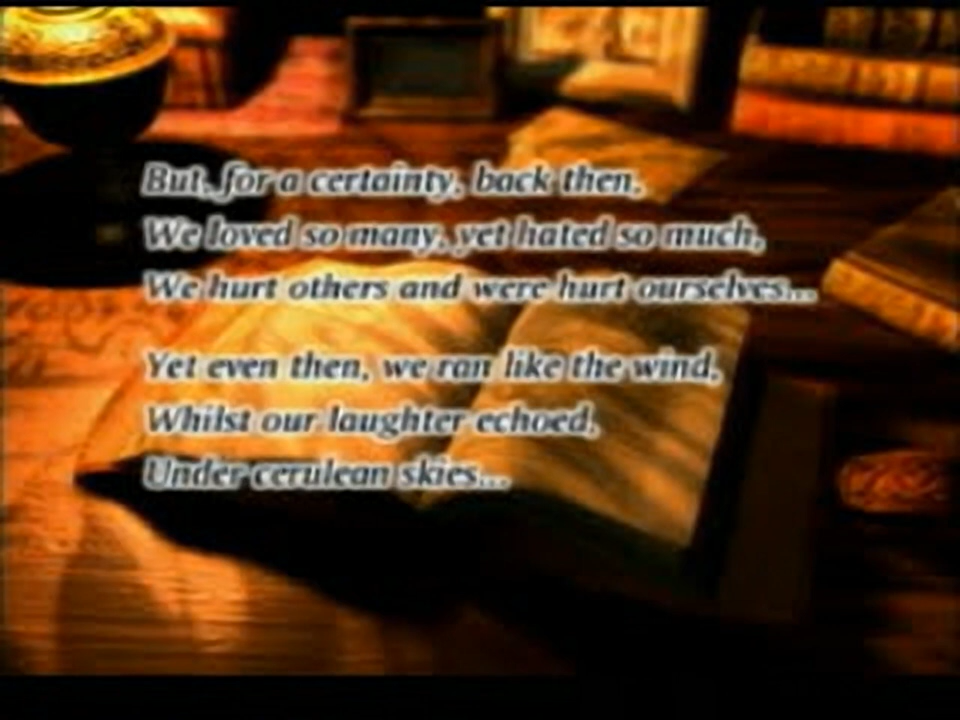 But, for a certainty, back then,
We loved so many, yet hated so much,
We hurt others and were hurt ourselves...
Yet even then, we ran like the wind,
Whilst our laughter echoed,
Under cerulean skies...